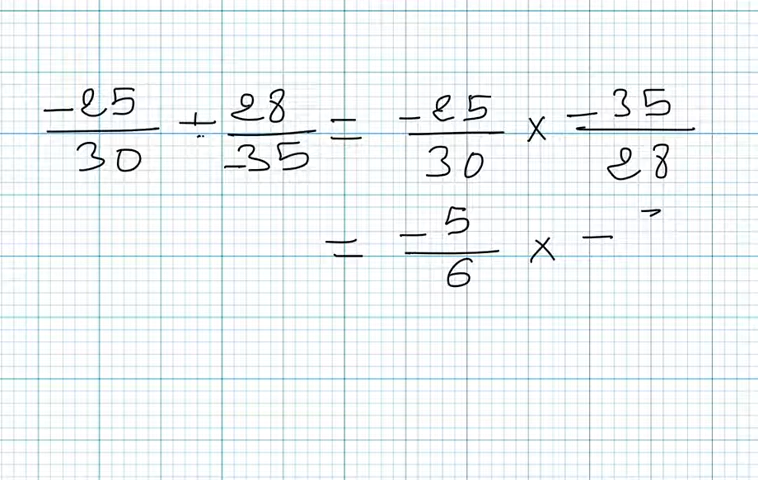 -25/30 ÷ 28/-35 = -25/30 × -35/28
= -5/6 × -